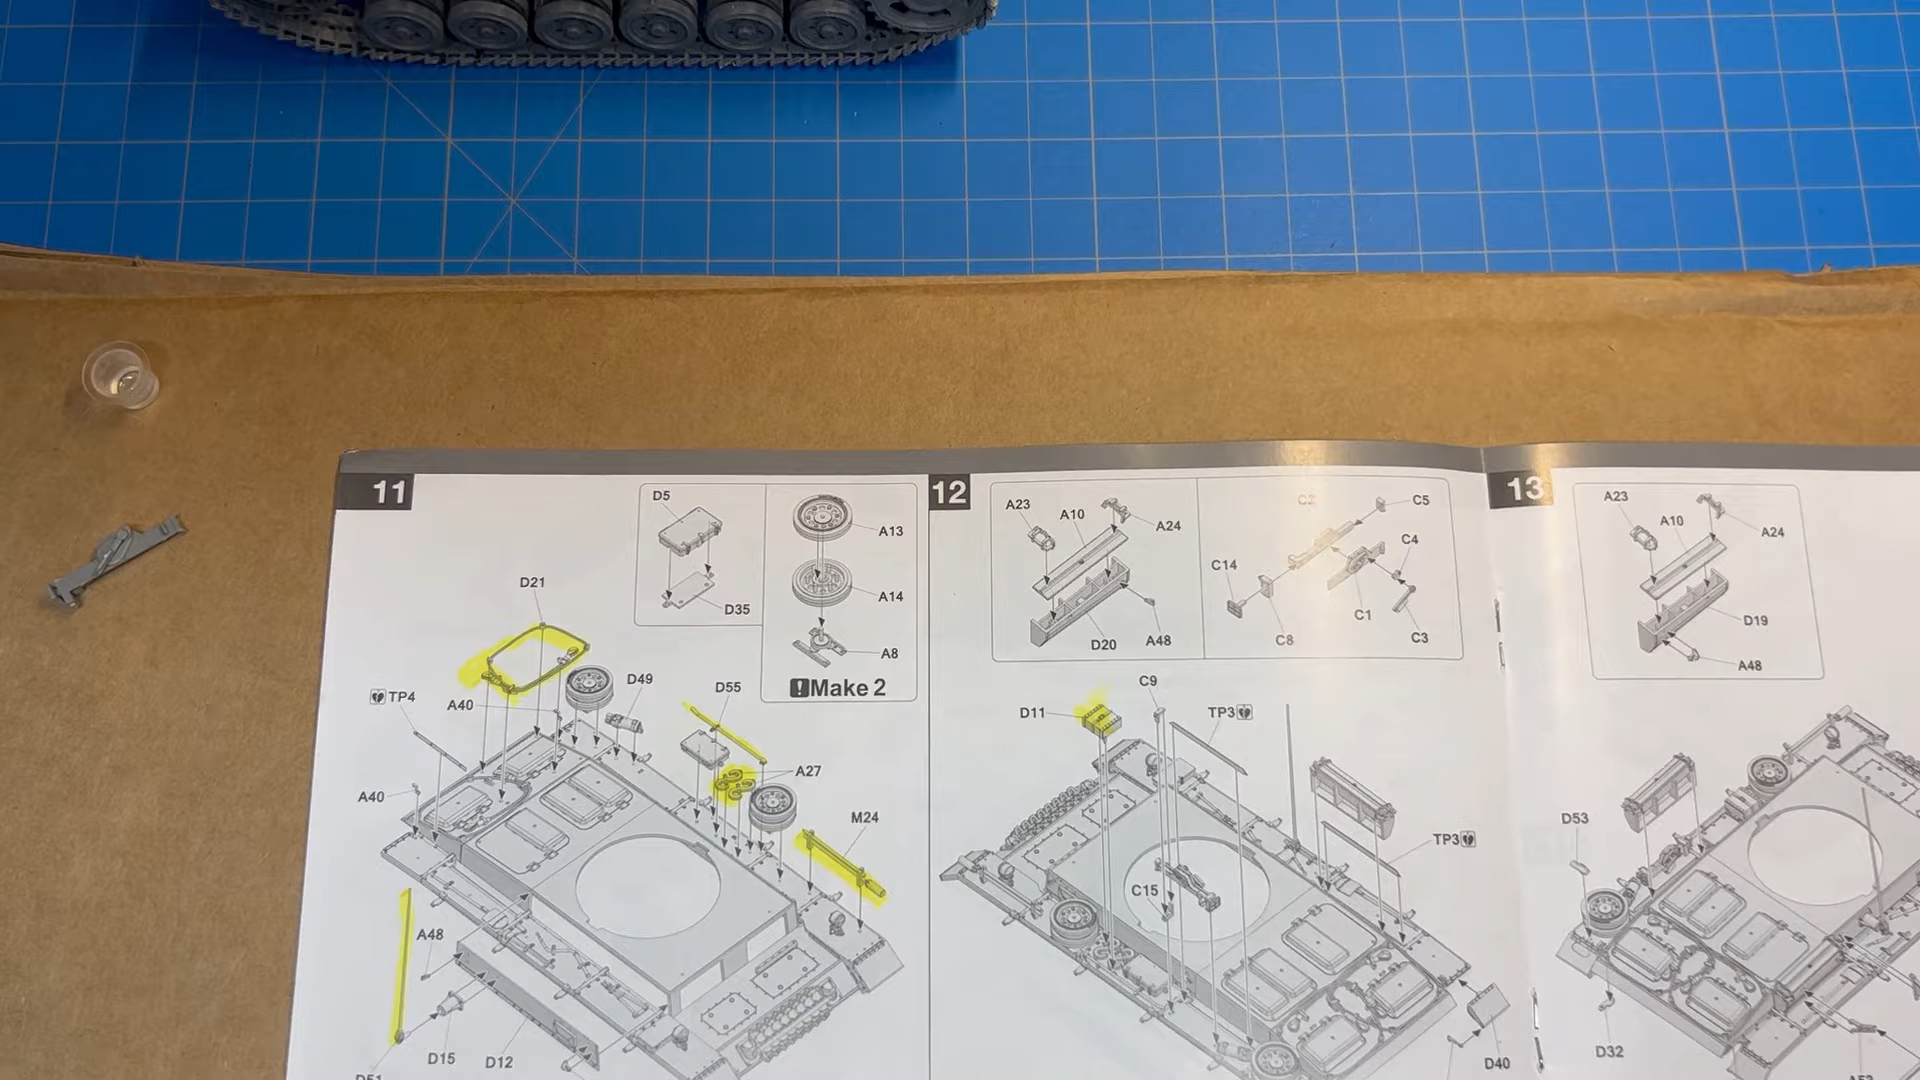 11
D5
D35
A13
A14
A8
!Make 2
D21
D49
TP4
A40
D55
A27
A40
M24
A48
D15
D12
12
A23
A10
A24
D20
A48
C2
C5
C14
C4
C8
C1
C3
D11
C9
TP3
TP3
C15
D40
13
A23
A10
A24
D19
A48
D53
D32